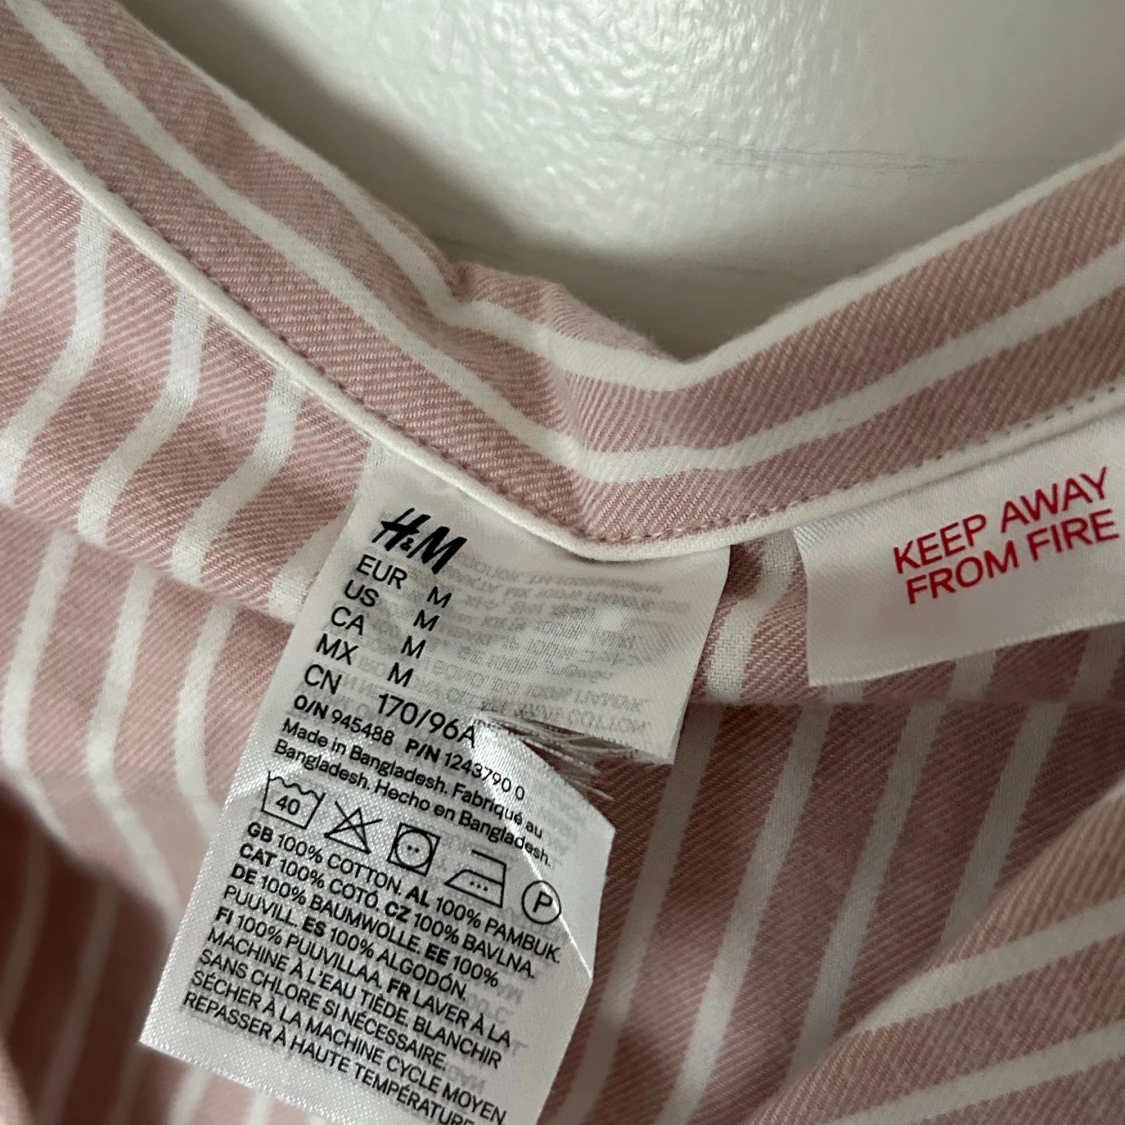 H&M
EUR M
US M
CA M
MX M
CN 170/96A
O/N 945488 P/N 1243790 0
Made in Bangladesh. Fabriqué au
Bangladesh. Hecho en Bangladesh.
40
P
GB 100% COTTON. AL 100% PAMBUK.
CAT 100% COTÓ. CZ 100% BAVLNA.
DE 100% BAUMWOLLE. EE 100%
PUUVILL. ES 100% ALGODÓN.
FI 100% PUUVILLAA. FR LAVER À LA
MACHINE À L'EAU TIÈDE. BLANCHIR
SANS CHLORE SI NÉCESSAIRE.
SÉCHER À LA MACHINE CYCLE MOYEN.
REPASSER À HAUTE TEMPÉRATURE
KEEP AWAY
FROM FIRE